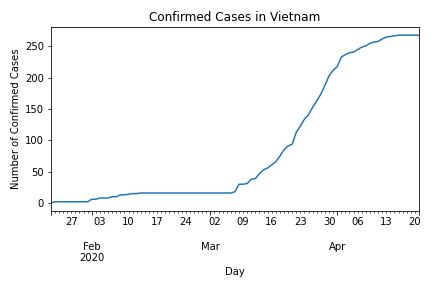 Confirmed Cases in Vietnam
Number of Confirmed Cases
250
200
150
100
50
0
27 03 10 17 24 02 09 16 23 30 06 13 20
Feb Mar Apr
2020
Day